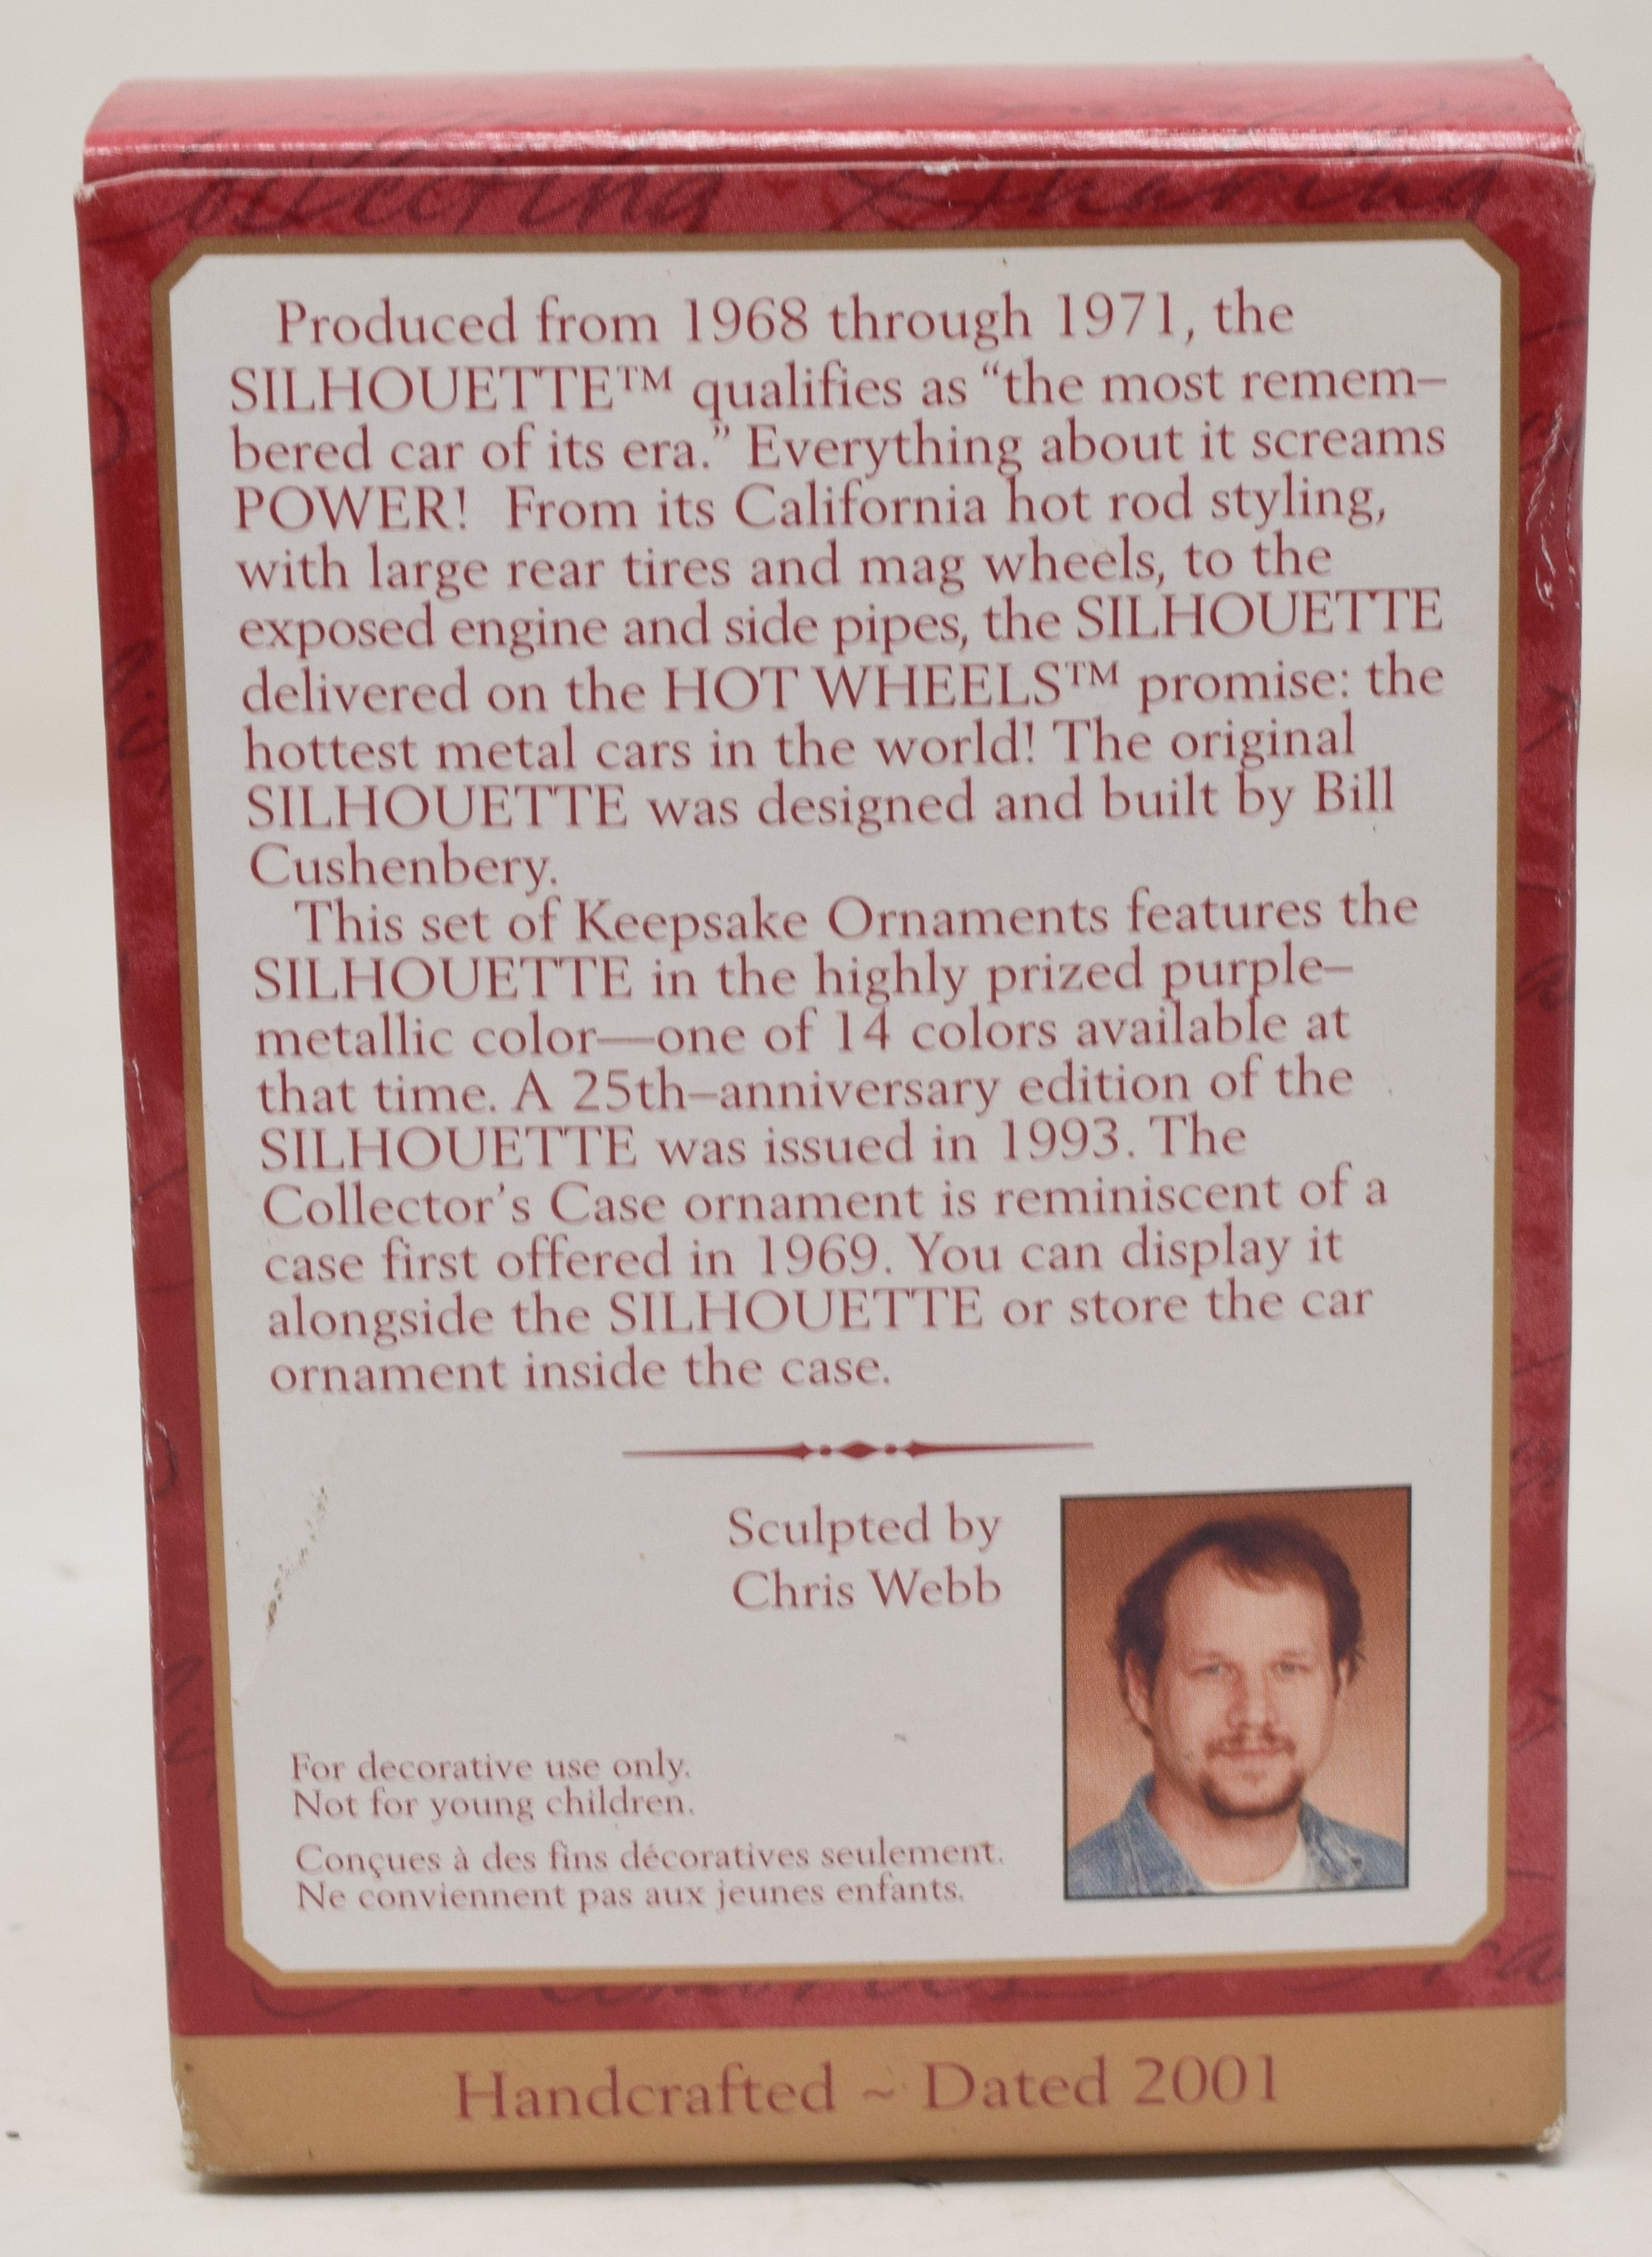 Collecting Sharing
Produced from 1968 through 1971, the
SILHOUETTE™ qualifies as “the most remem–
bered car of its era.” Everything about it screams
POWER! From its California hot rod styling,
with large rear tires and mag wheels, to the
exposed engine and side pipes, the SILHOUETTE
delivered on the HOT WHEELS™ promise: the
hottest metal cars in the world! The original
SILHOUETTE was designed and built by Bill
Cushenbery.
This set of Keepsake Ornaments features the
SILHOUETTE in the highly prized purple–
metallic color—one of 14 colors available at
that time. A 25th–anniversary edition of the
SILHOUETTE was issued in 1993. The
Collector’s Case ornament is reminiscent of a
case first offered in 1969. You can display it
alongside the SILHOUETTE or store the car
ornament inside the case.
Sculpted by
Chris Webb
For decorative use only.
Not for young children.
Conçues à des fins décoratives seulement.
Ne conviennent pas aux jeunes enfants.
Handcrafted ~ Dated 2001